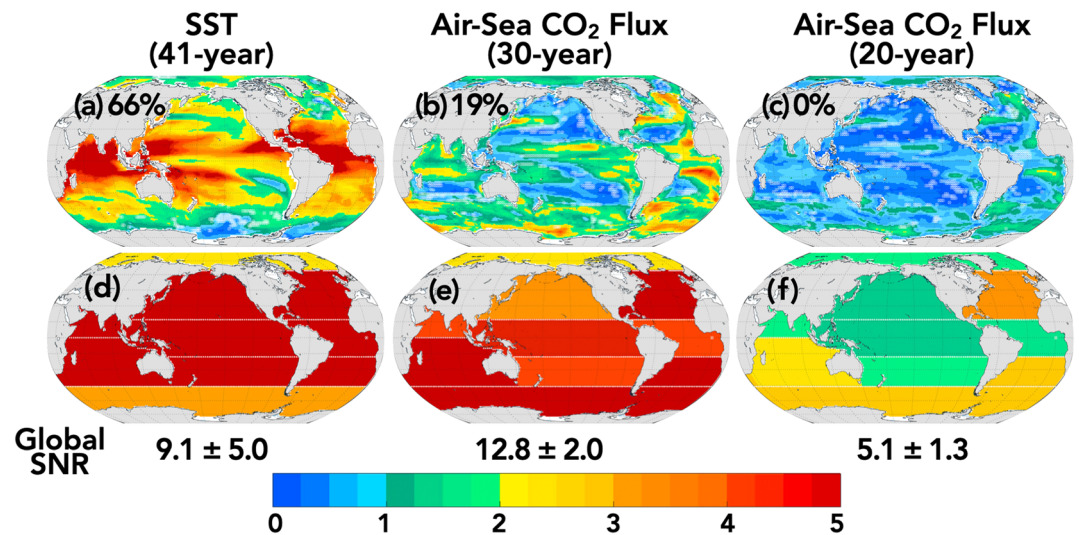 SST
(41-year)
Air-Sea CO₂ Flux
(30-year)
Air-Sea CO₂ Flux
(20-year)
(a) 66%
(b) 19%
(c) 0%
(d)
(e)
(f)
Global
SNR
9.1 ± 5.0
12.8 ± 2.0
5.1 ± 1.3
0 1 2 3 4 5